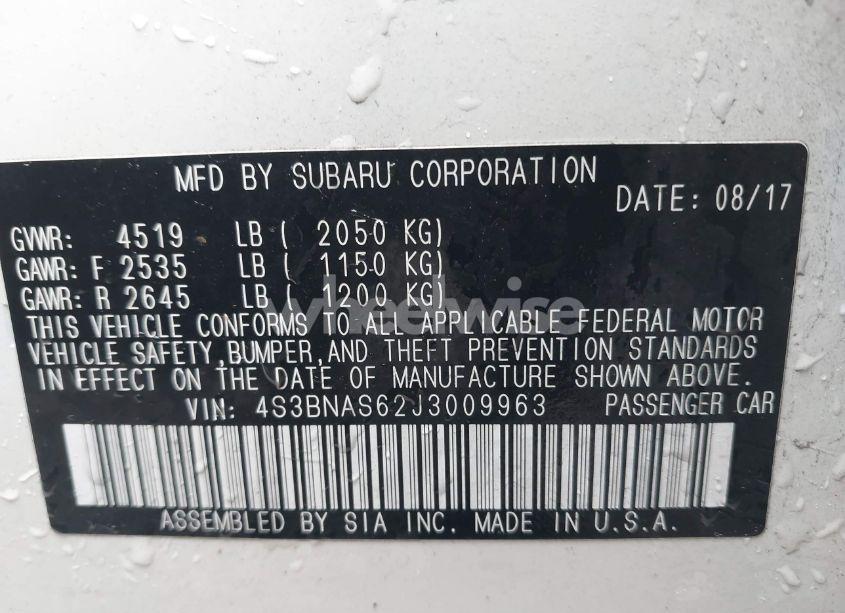 MFD BY SUBARU CORPORATION
DATE: 08/17
GVWR: 4519 LB ( 2050 KG)
GAWR: F 2535 LB ( 1150 KG)
GAWR: R 2645 LB ( 1200 KG)
wheelwise
THIS VEHICLE CONFORMS TO ALL APPLICABLE FEDERAL MOTOR
VEHICLE SAFETY,BUMPER,AND THEFT PREVENTION STANDARDS
IN EFFECT ON THE DATE OF MANUFACTURE SHOWN ABOVE.
VIN: 4S3BNAS62J3009963 PASSENGER CAR
ASSEMBLED BY SIA INC. MADE IN U.S.A.